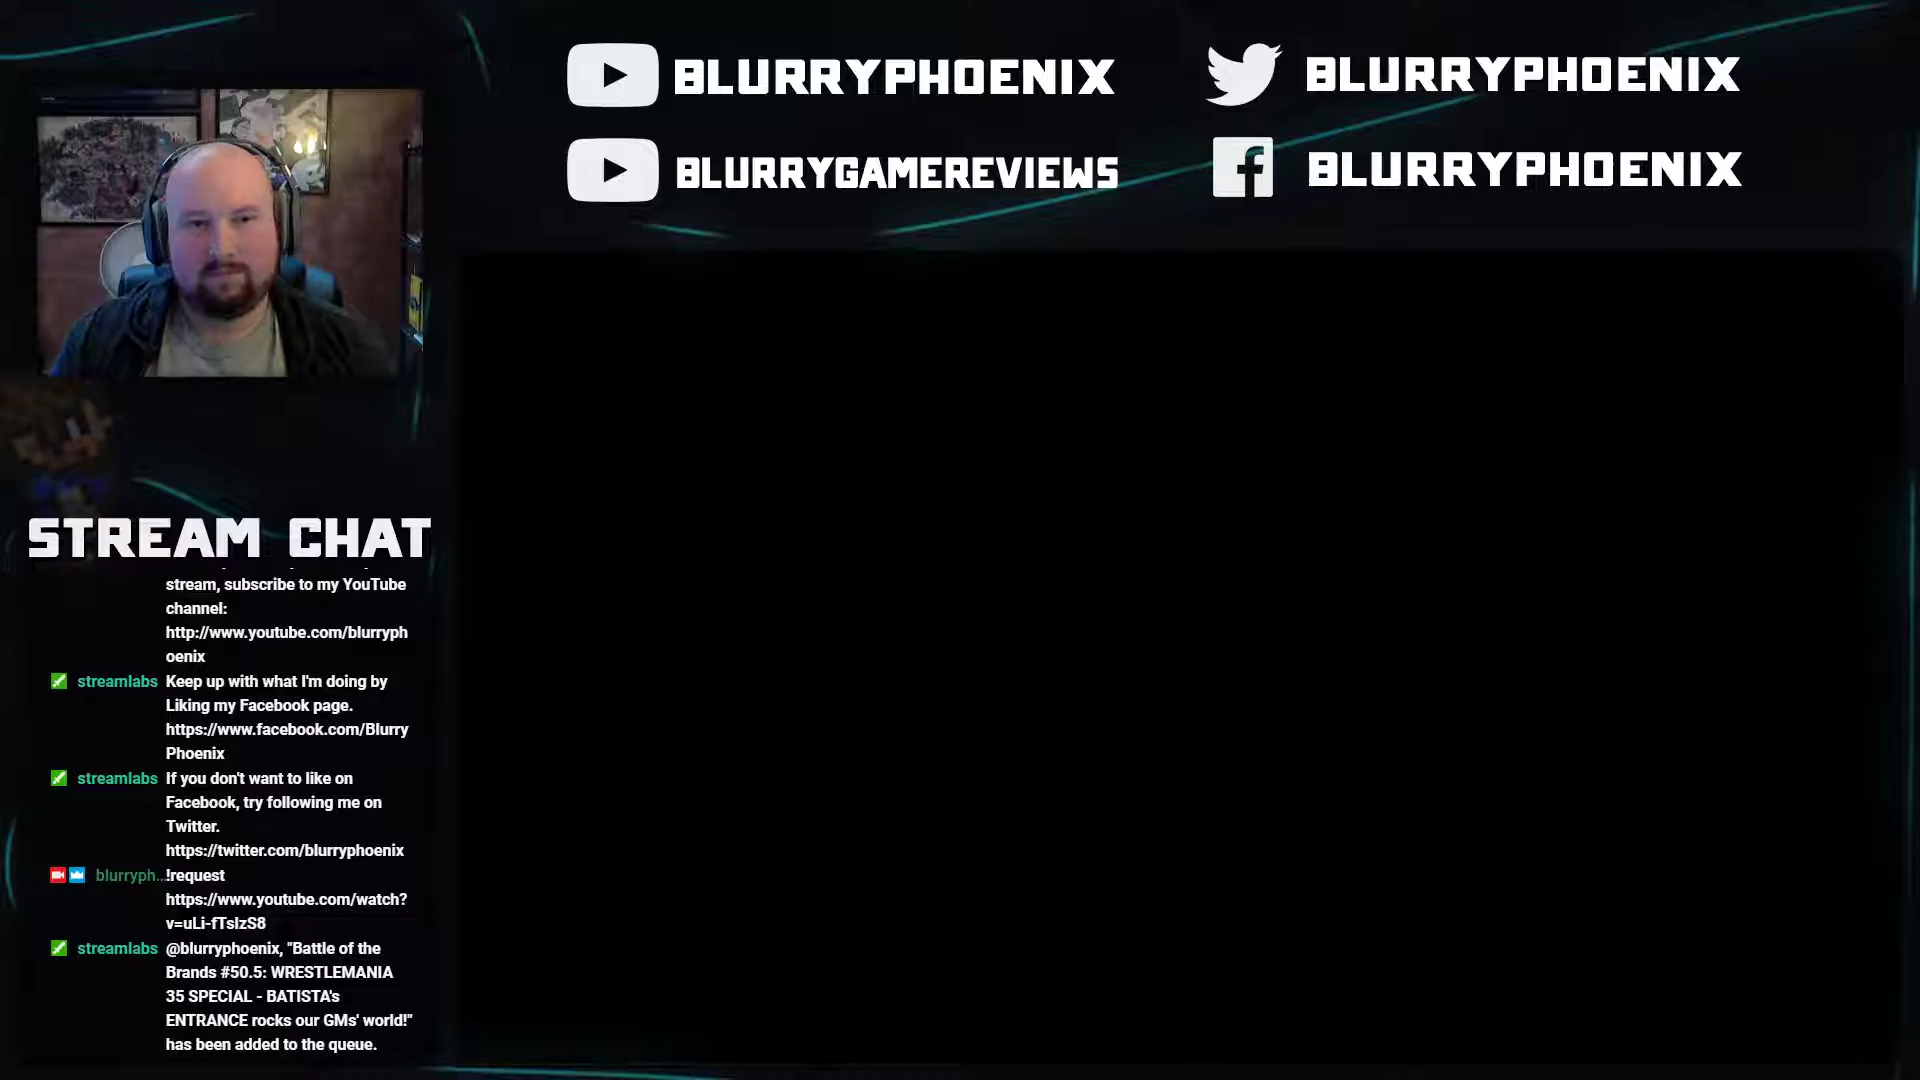 BLURRYPHOENIX
BLURRYPHOENIX
BLURRYGAMEREVIEWS
BLURRYPHOENIX
STREAM CHAT
stream, subscribe to my YouTube
channel:
http://www.youtube.com/blurryph
oenix
streamlabs Keep up with what I'm doing by
Liking my Facebook page.
https://www.facebook.com/Blurry
Phoenix
streamlabs If you don't want to like on
Facebook, try following me on
Twitter.
https://twitter.com/blurryphoenix
blurryph... !request
https://www.youtube.com/watch?
v=uLi-fTsIzS8
streamlabs @blurryphoenix, "Battle of the
Brands #50.5: WRESTLEMANIA
35 SPECIAL - BATISTA's
ENTRANCE rocks our GMs' world!"
has been added to the queue.